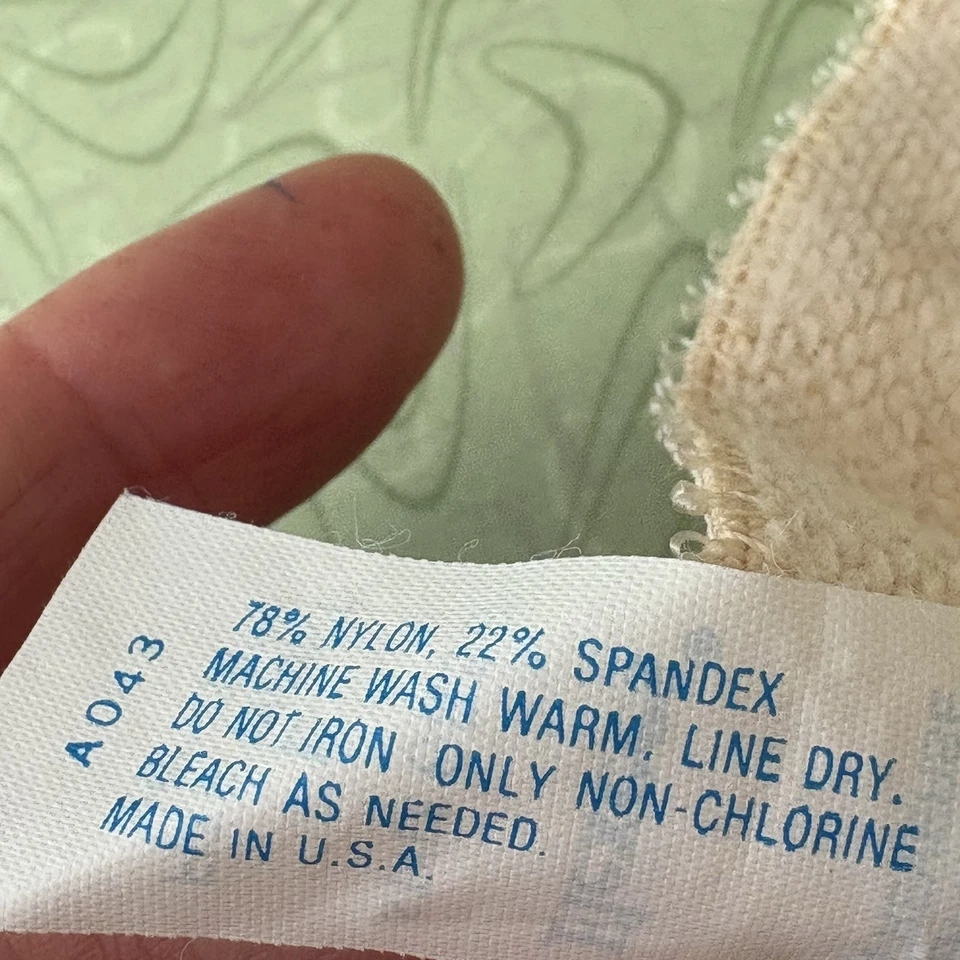 78% NYLON, 22% SPANDEX
MACHINE WASH WARM. LINE DRY.
DO NOT IRON ONLY NON-CHLORINE
BLEACH AS NEEDED.
MADE IN U.S.A.
A043